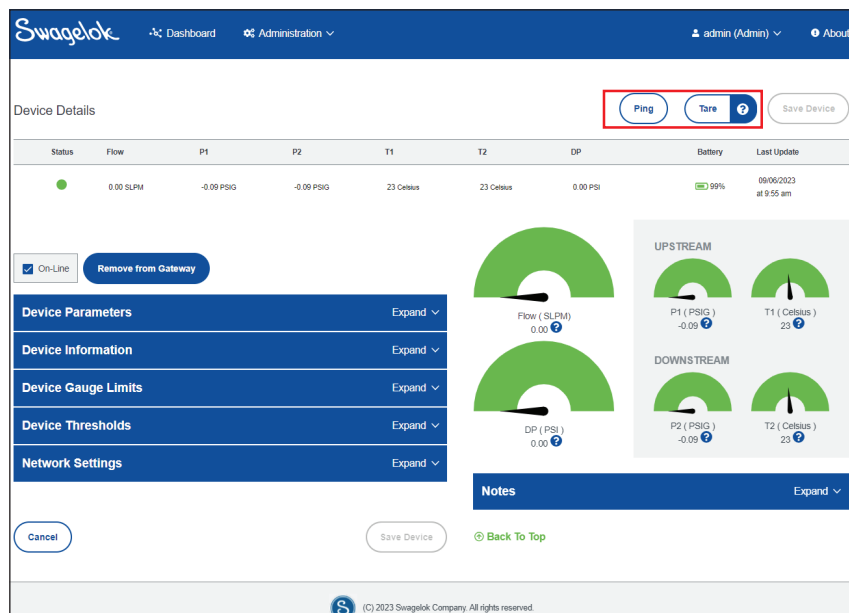 Swagelok Dashboard Administration admin (Admin) About
Device Details Ping Tare ? Save Device
Status Flow P1 P2 T1 T2 DP Battery Last Update
0.00 SLPM -0.09 PSIG -0.09 PSIG 23 Celsius 23 Celsius 0.00 PSI 99% 09/06/2023
at 9:55 am
On-Line Remove from Gateway
Device Parameters Expand
Device Information Expand
Device Gauge Limits Expand
Device Thresholds Expand
Network Settings Expand
Flow ( SLPM)
0.00 ?
DP ( PSI )
0.00 ?
UPSTREAM
P1 ( PSIG ) T1 ( Celsius )
-0.09 ? 23 ?
DOWNSTREAM
P2 ( PSIG ) T2 ( Celsius )
-0.09 ? 23 ?
Notes Expand
Cancel Save Device Back To Top
S (C) 2023 Swagelok Company. All rights reserved.